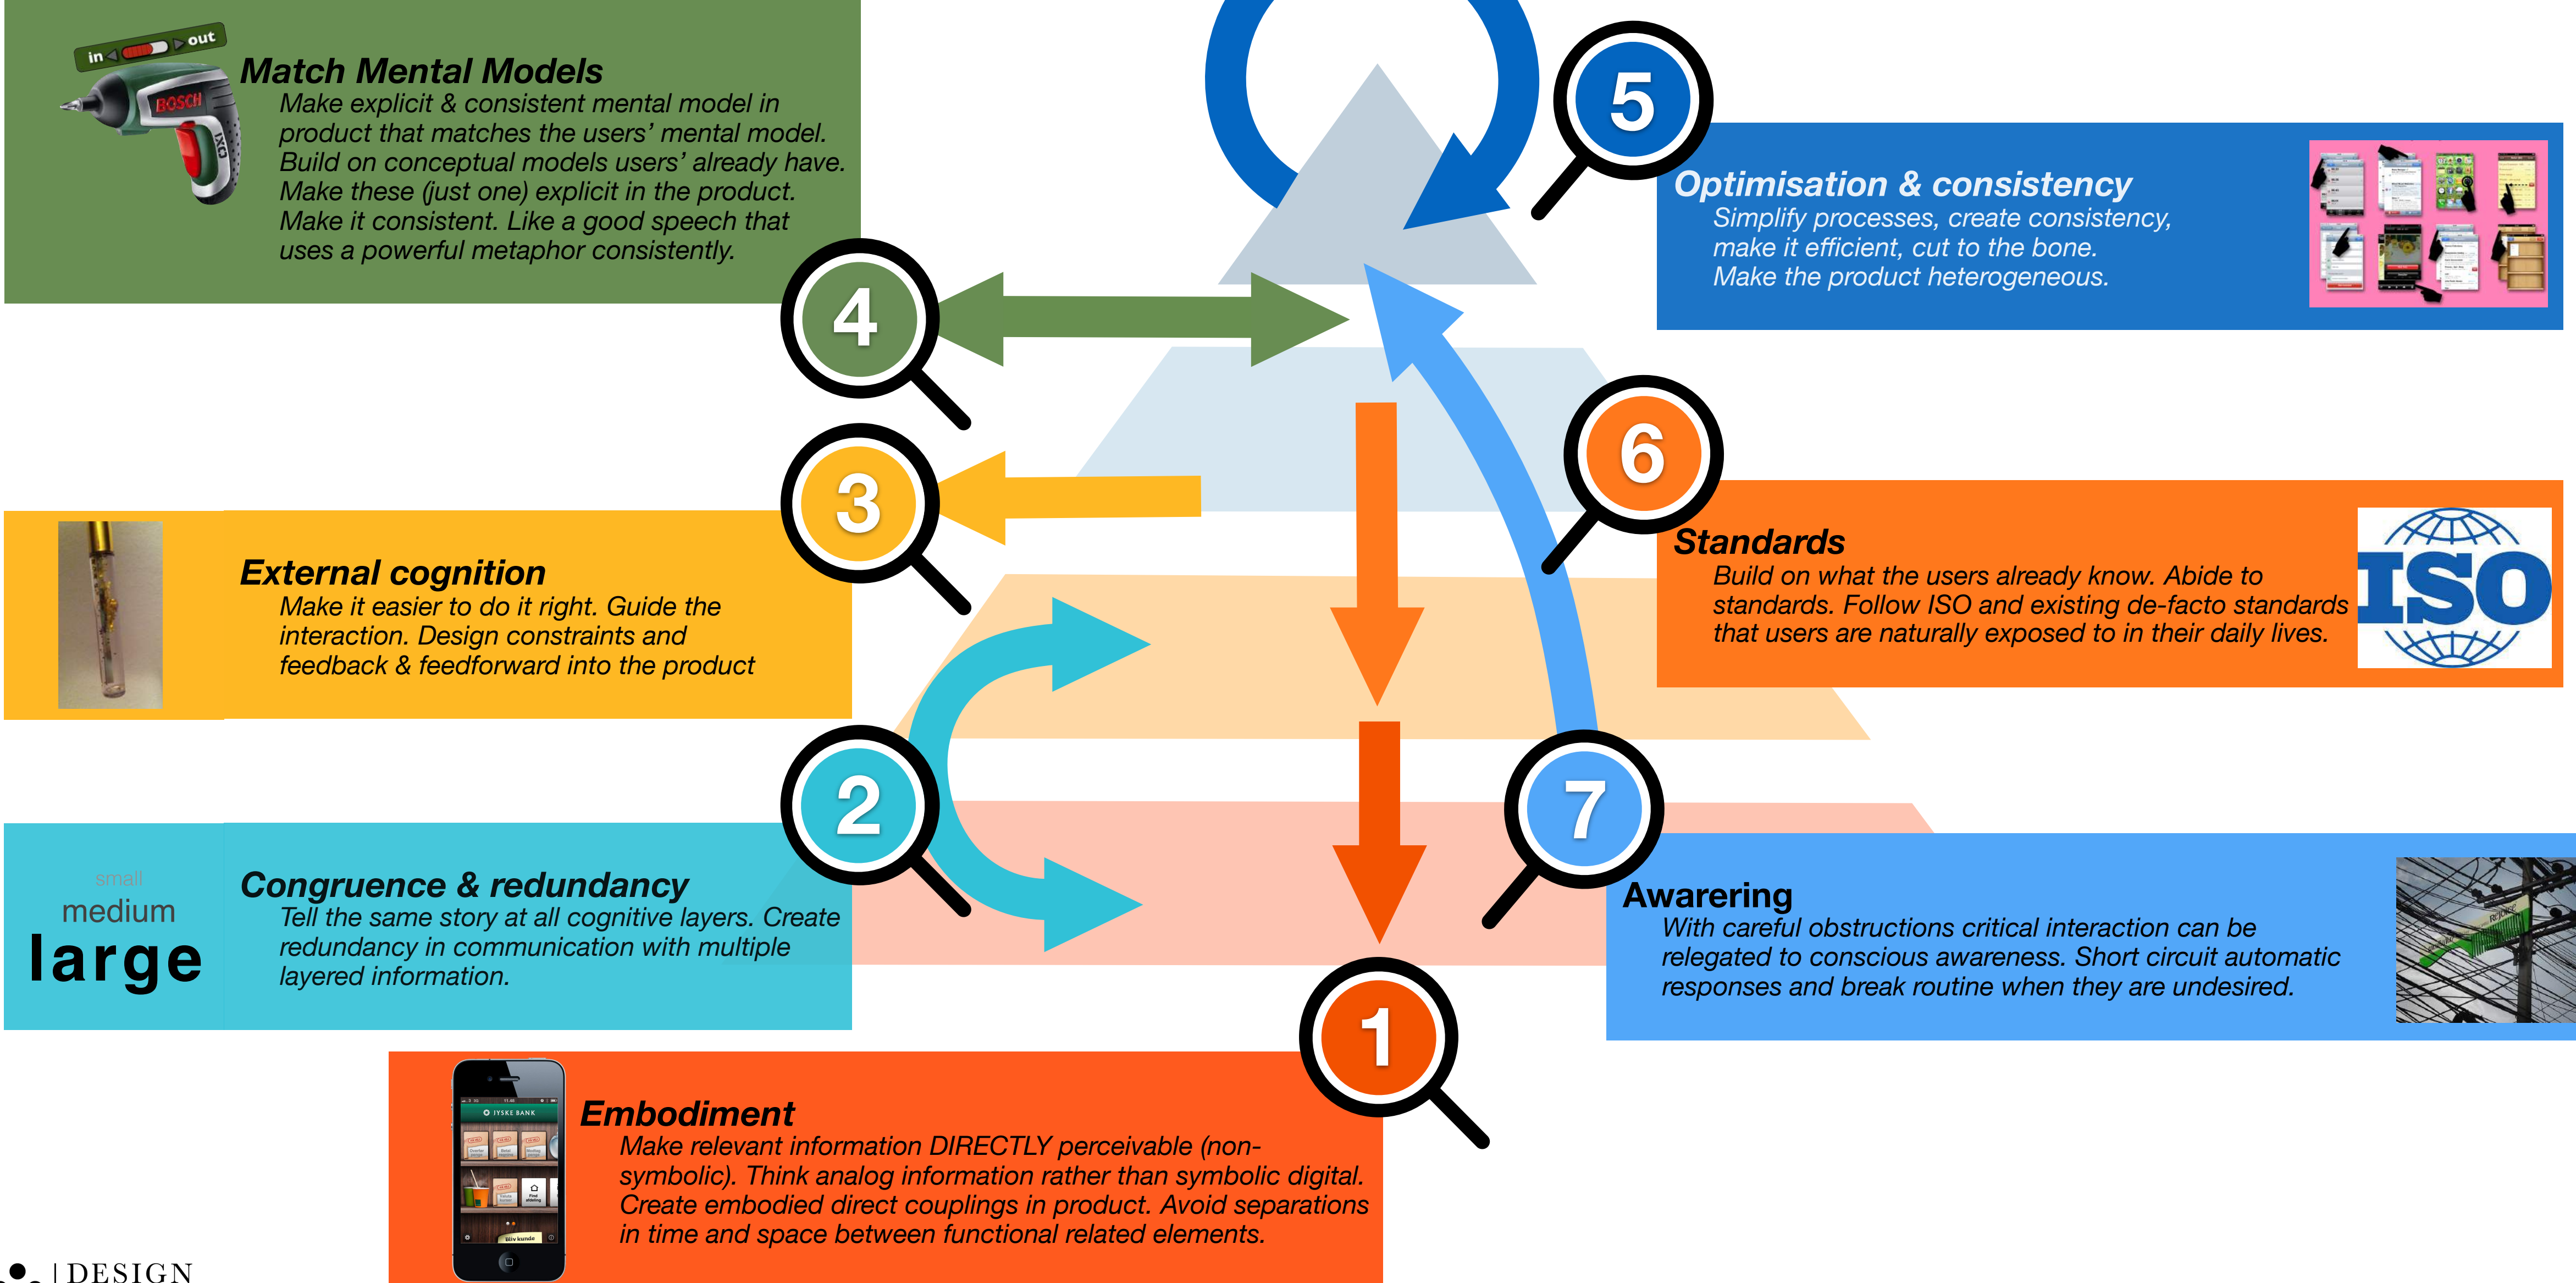 in out
BOSCH
IXO
Match Mental Models
Make explicit & consistent mental model in
product that matches the users’ mental model.
Build on conceptual models users’ already have.
Make these (just one) explicit in the product.
Make it consistent. Like a good speech that
uses a powerful metaphor consistently.
4
5
Optimisation & consistency
Simplify processes, create consistency,
make it efficient, cut to the bone.
Make the product heterogeneous.
3
External cognition
Make it easier to do it right. Guide the
interaction. Design constraints and
feedback & feedforward into the product
6
Standards
Build on what the users already know. Abide to
standards. Follow ISO and existing de-facto standards
that users are naturally exposed to in their daily lives.
ISO
2
small
medium
large
Congruence & redundancy
Tell the same story at all cognitive layers. Create
redundancy in communication with multiple
layered information.
7
Awarering
With careful obstructions critical interaction can be
relegated to conscious awareness. Short circuit automatic
responses and break routine when they are undesired.
Rejoice
1
JYSKE BANK
Find
afdeling
Bliv kunde
Embodiment
Make relevant information DIRECTLY perceivable (non-
symbolic). Think analog information rather than symbolic digital.
Create embodied direct couplings in product. Avoid separations
in time and space between functional related elements.
| DESIGN